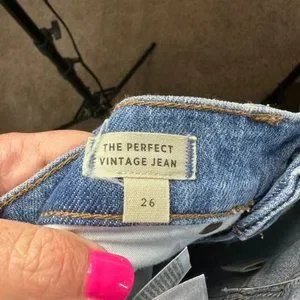 THE PERFECT
VINTAGE JEAN
26